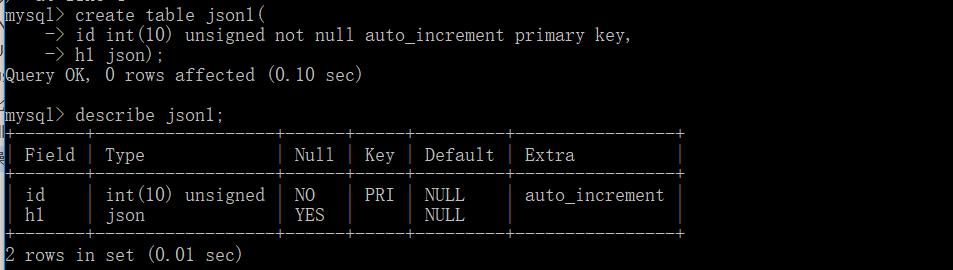 mysql> create table json1(
-> id int(10) unsigned not null auto_increment primary key,
-> h1 json);
Query OK, 0 rows affected (0.10 sec)
mysql> describe json1;
+-------+------------------+------+-----+---------+----------------+
| Field | Type | Null | Key | Default | Extra |
+-------+------------------+------+-----+---------+----------------+
| id | int(10) unsigned | NO | PRI | NULL | auto_increment |
| h1 | json | YES | | NULL | |
+-------+------------------+------+-----+---------+----------------+
2 rows in set (0.01 sec)